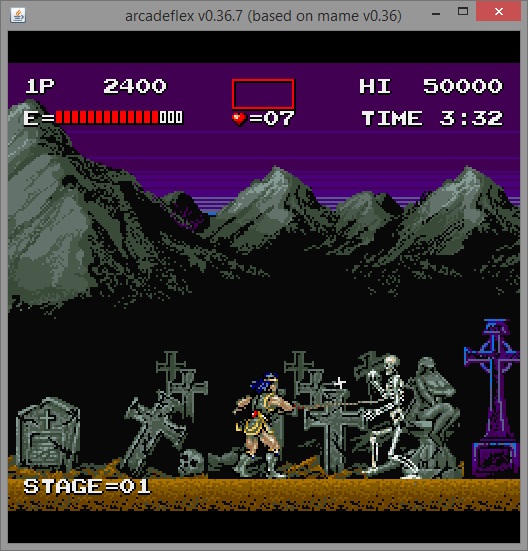 arcadeflex v0.36.7 (based on mame v0.36)
1P 2400 HI 50000
E= =07 TIME 3:32
STAGE=01